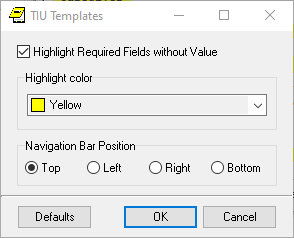 TIU Templates
Highlight Required Fields without Value
Highlight color
Yellow
Navigation Bar Position
Top Left Right Bottom
Defaults OK Cancel